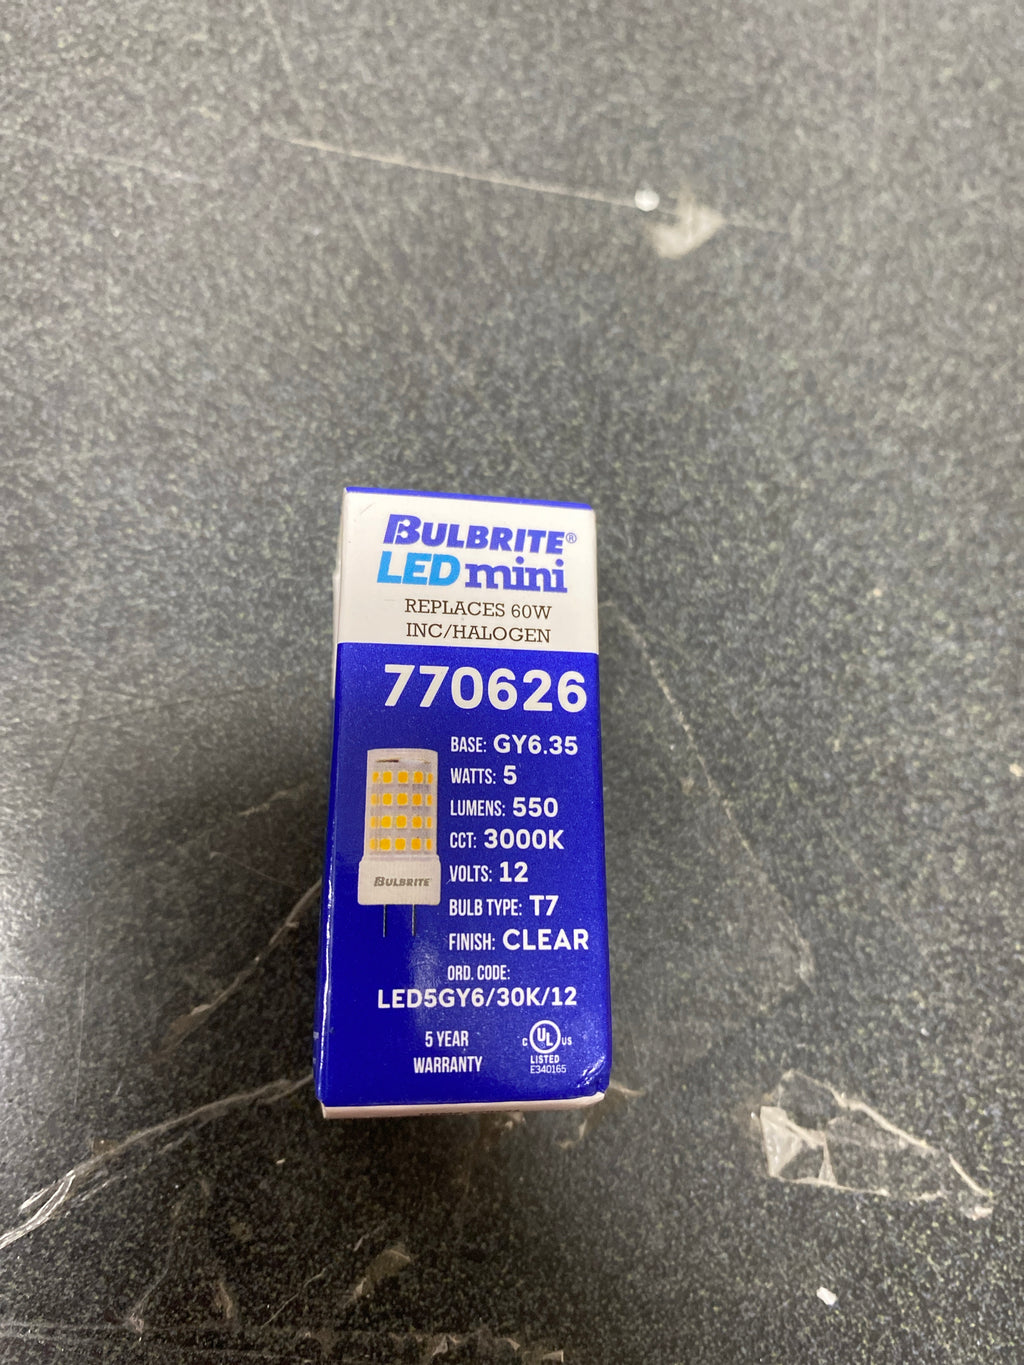 BULBRITE®
LED mini
REPLACES 60W
INC/HALOGEN
770626
BASE: GY6.35
WATTS: 5
LUMENS: 550
CCT: 3000K
VOLTS: 12
BULB TYPE: T7
FINISH: CLEAR
BULBRITE
ORD. CODE:
LED5GY6/30K/12
5 YEAR
WARRANTY
C UL US
LISTED
E340165